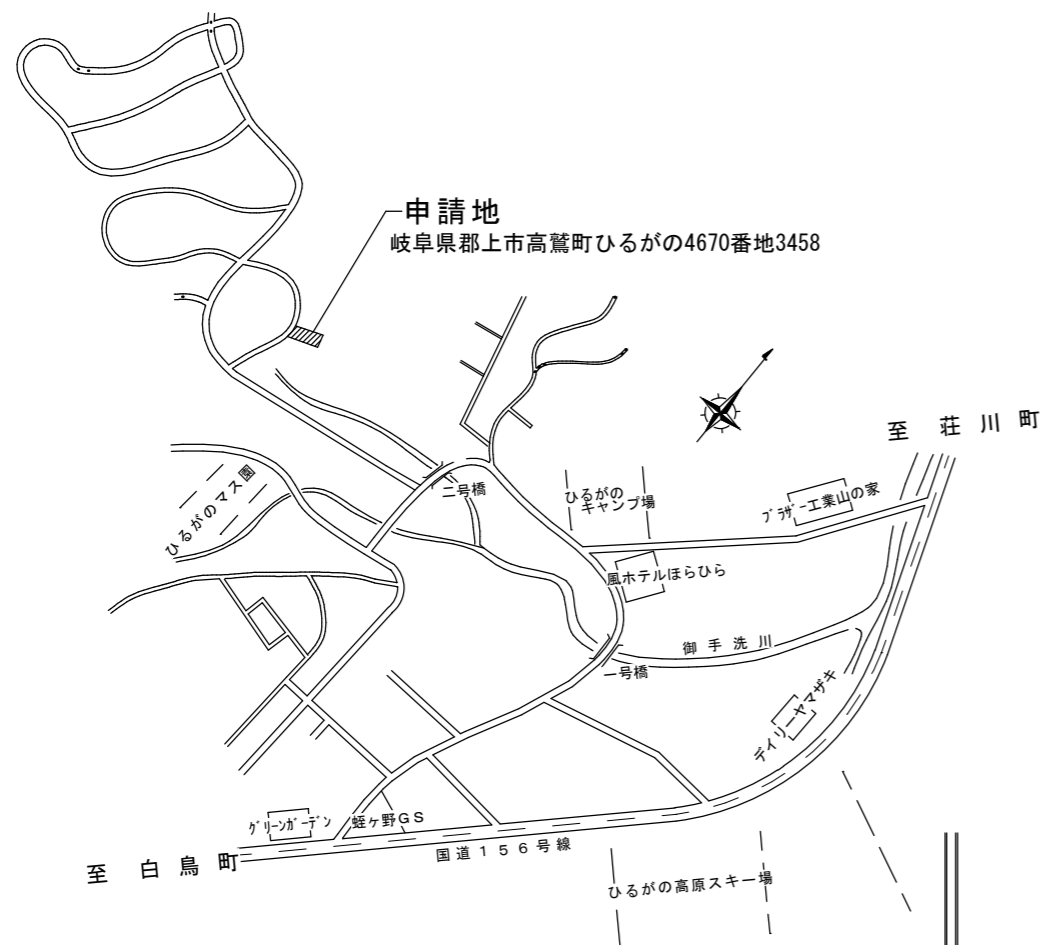 申請地
岐阜県郡上市高鷲町ひるがの4670番地3458
至 荘 川 町
二号橋
ひるがの
キャンプ場
ブラザー工業山の家
ひるがのマス園
風ホテルほらひら
御 手 洗 川
一号橋
デイリーヤマザキ
グリーンガーデン
蛭ヶ野GS
国道156号線
至 白 鳥 町
ひるがの高原スキー場